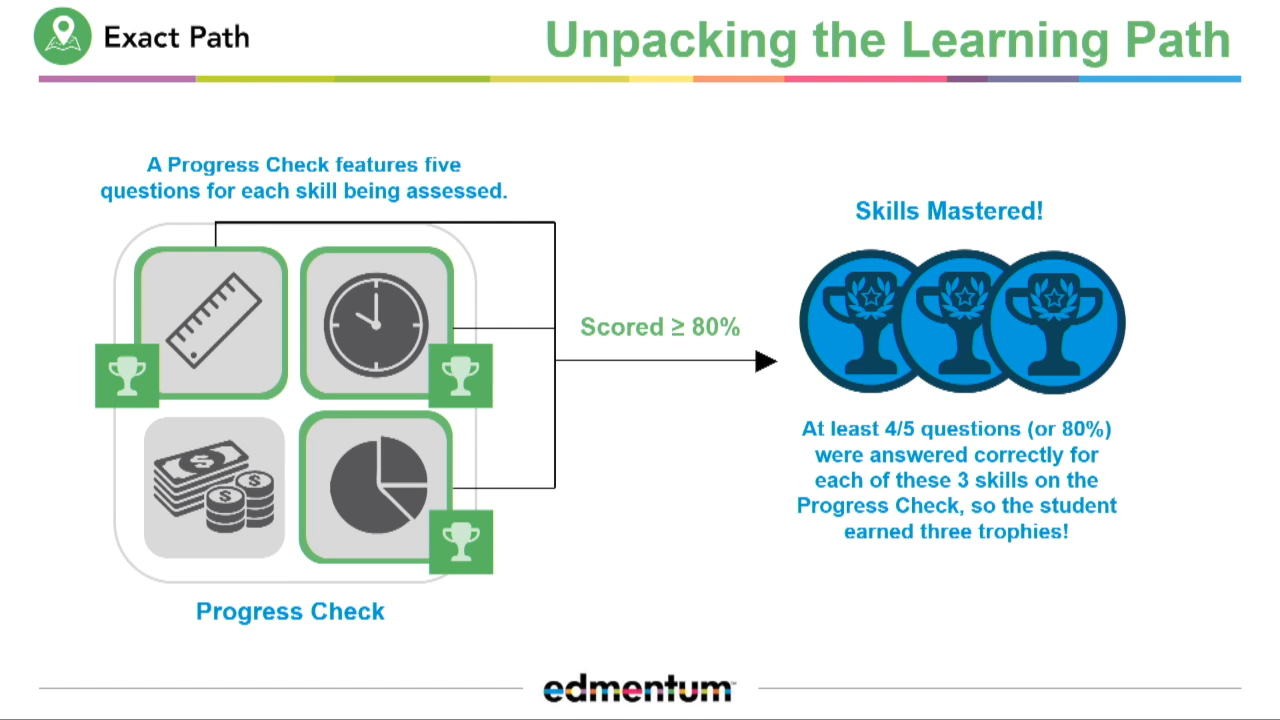 Exact Path
Unpacking the Learning Path
A Progress Check features five
questions for each skill being assessed.
Skills Mastered!
Scored ≥ 80%
At least 4/5 questions (or 80%)
were answered correctly for
each of these 3 skills on the
Progress Check, so the student
earned three trophies!
$
$
$
Progress Check
edmentum